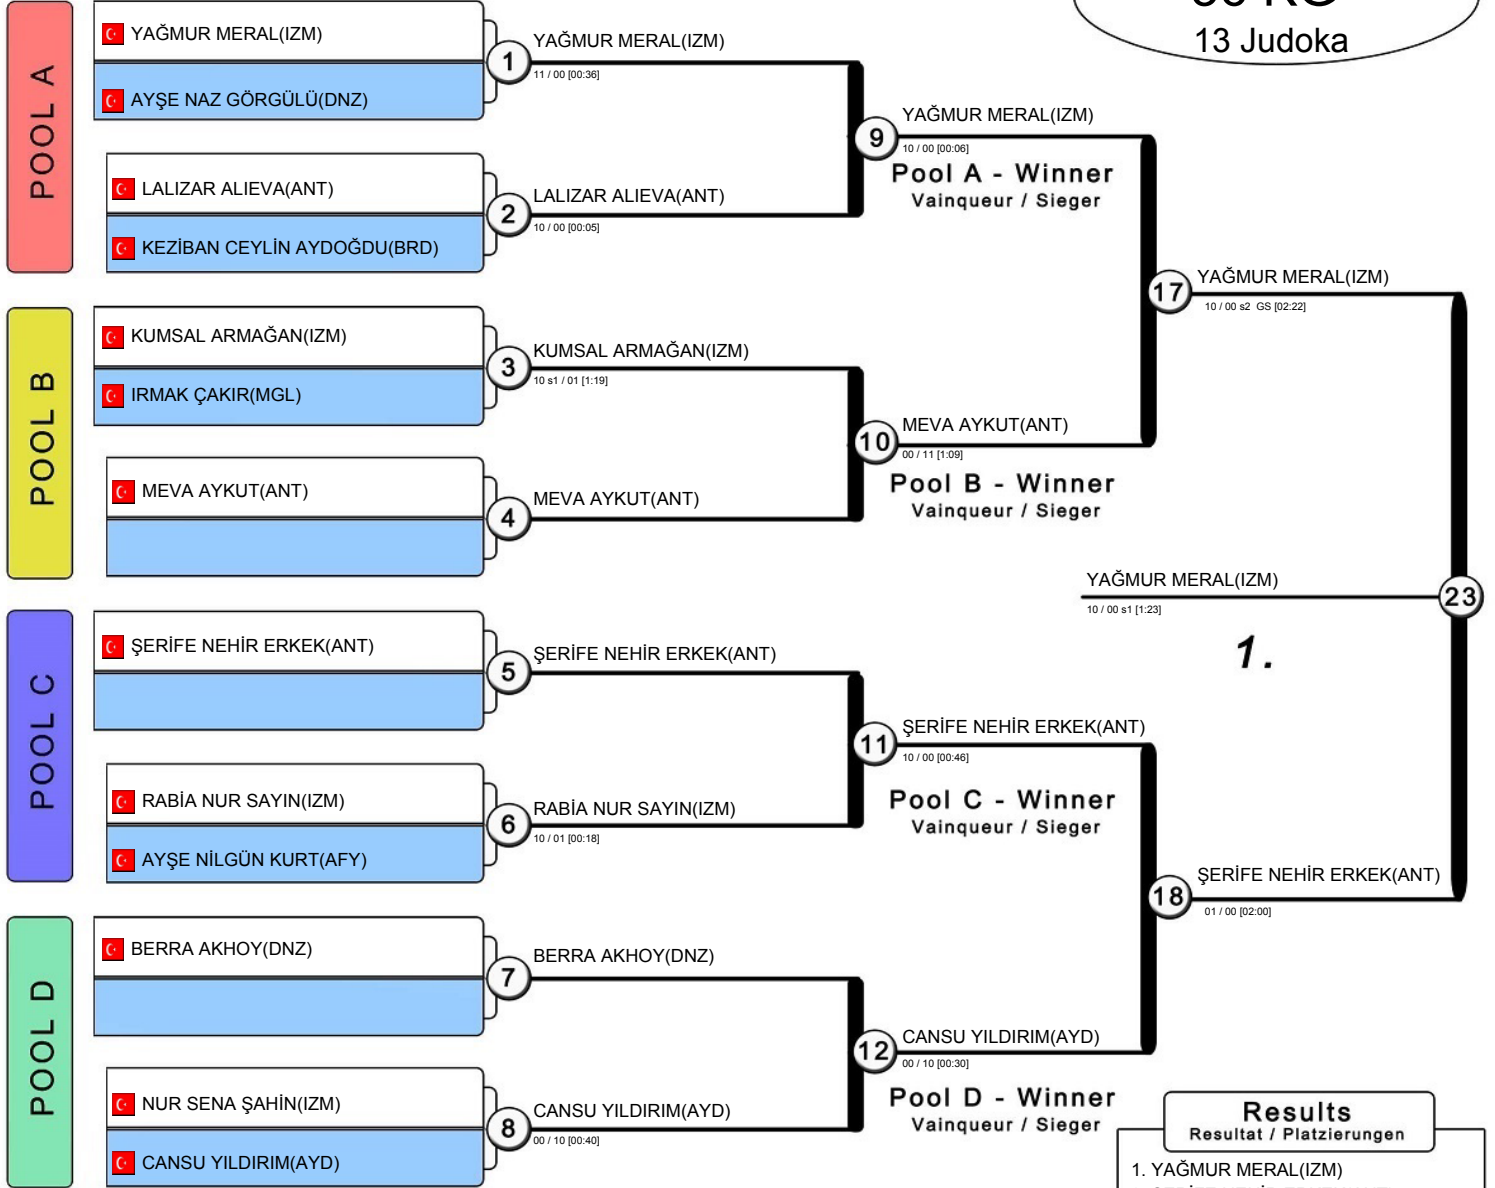 13 Judoka
POOL A
YAĞMUR MERAL(IZM)
AYŞE NAZ GÖRGÜLÜ(DNZ)
1
YAĞMUR MERAL(IZM)
11 / 00 [00:36]
LALIZAR ALIEVA(ANT)
KEZİBAN CEYLİN AYDOĞDU(BRD)
2
LALIZAR ALIEVA(ANT)
10 / 00 [00:05]
9
YAĞMUR MERAL(IZM)
10 / 00 [00:06]
Pool A - Winner
Vainqueur / Sieger
POOL B
KUMSAL ARMAĞAN(IZM)
IRMAK ÇAKIR(MGL)
3
KUMSAL ARMAĞAN(IZM)
10 s1 / 01 [1:19]
MEVA AYKUT(ANT)
4
MEVA AYKUT(ANT)
10
MEVA AYKUT(ANT)
00 / 11 [1:09]
Pool B - Winner
Vainqueur / Sieger
17
YAĞMUR MERAL(IZM)
10 / 00 s2 GS [02:22]
POOL C
ŞERİFE NEHİR ERKEK(ANT)
5
ŞERİFE NEHİR ERKEK(ANT)
RABİA NUR SAYIN(IZM)
AYŞE NİLGÜN KURT(AFY)
6
RABİA NUR SAYIN(IZM)
10 / 01 [00:18]
11
ŞERİFE NEHİR ERKEK(ANT)
10 / 00 [00:46]
Pool C - Winner
Vainqueur / Sieger
POOL D
BERRA AKHOY(DNZ)
7
BERRA AKHOY(DNZ)
NUR SENA ŞAHİN(IZM)
CANSU YILDIRIM(AYD)
8
CANSU YILDIRIM(AYD)
00 / 10 [00:40]
12
CANSU YILDIRIM(AYD)
00 / 10 [00:30]
Pool D - Winner
Vainqueur / Sieger
18
ŞERİFE NEHİR ERKEK(ANT)
01 / 00 [02:00]
YAĞMUR MERAL(IZM)
10 / 00 s1 [1:23]
23
1.
Results
Resultat / Platzierungen
1. YAĞMUR MERAL(IZM)